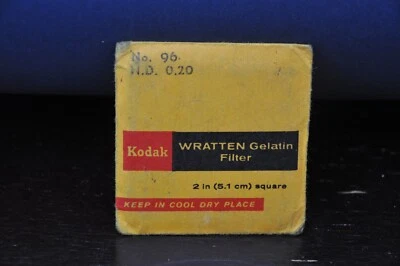 No. 96
N.D. 0.20
Kodak
WRATTEN Gelatin
Filter
2 in (5.1 cm) square
KEEP IN COOL DRY PLACE